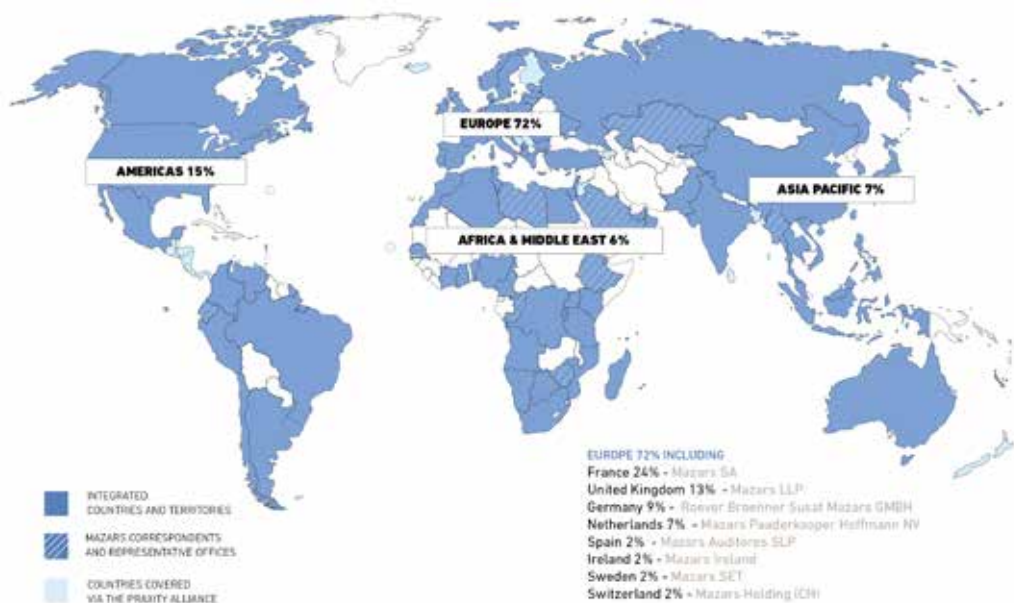 EUROPE 72%
AMERICAS 15%
ASIA PACIFIC 7%
AFRICA & MIDDLE EAST 6%
INTEGRATED
COUNTRIES AND TERRITORIES
MAZARS CORRESPONDENTS
AND REPRESENTATIVE OFFICES
COUNTRIES COVERED
VIA THE PRAXITY ALLIANCE
EUROPE 72% INCLUDING
France 24% - Mazars SA
United Kingdom 13% - Mazars LLP
Germany 9% - Roever Broenner Susat Mazars GMBH
Netherlands 7% - Mazars Paardekooper Hoffmann NV
Spain 2% - Mazars Auditores SLP
Ireland 2% - Mazars Ireland
Sweden 2% - Mazars SET
Switzerland 2% - Mazars Holding (CH)